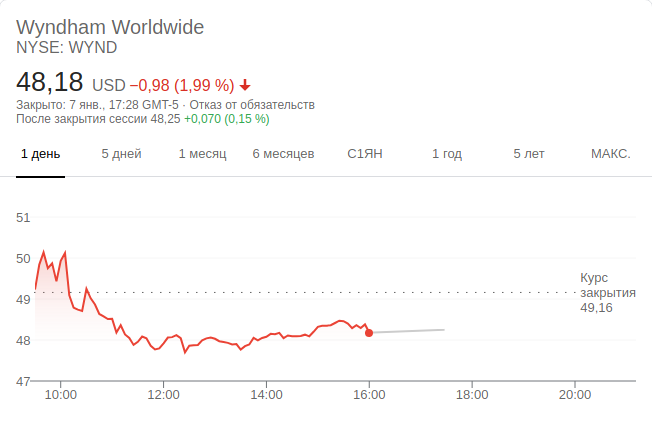 Wyndham Worldwide
NYSE: WYND
48,18 USD −0,98 (1,99 %)
Закрыто: 7 янв., 17:28 GMT-5 · Отказ от обязательств
После закрытия сессии 48,25 +0,070 (0,15 %)
1 день 5 дней 1 месяц 6 месяцев С1ЯН 1 год 5 лет МАКС.
51
50
Курс
закрытия
49,16
49
48
47
10:00 12:00 14:00 16:00 18:00 20:00